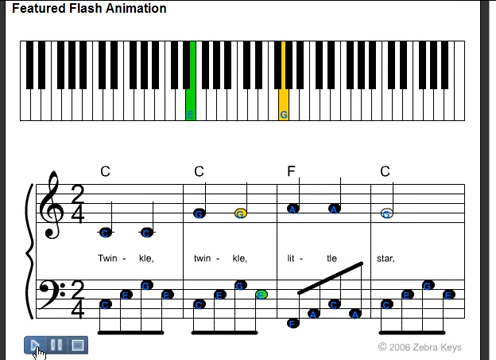 Featured Flash Animation
E G
C C F C
2 2
4 4
C C G G A A G
Twin - kle, twin - kle, lit - tle star,
C E G E C E G E F A C A C E G E
© 2006 Zebra Keys